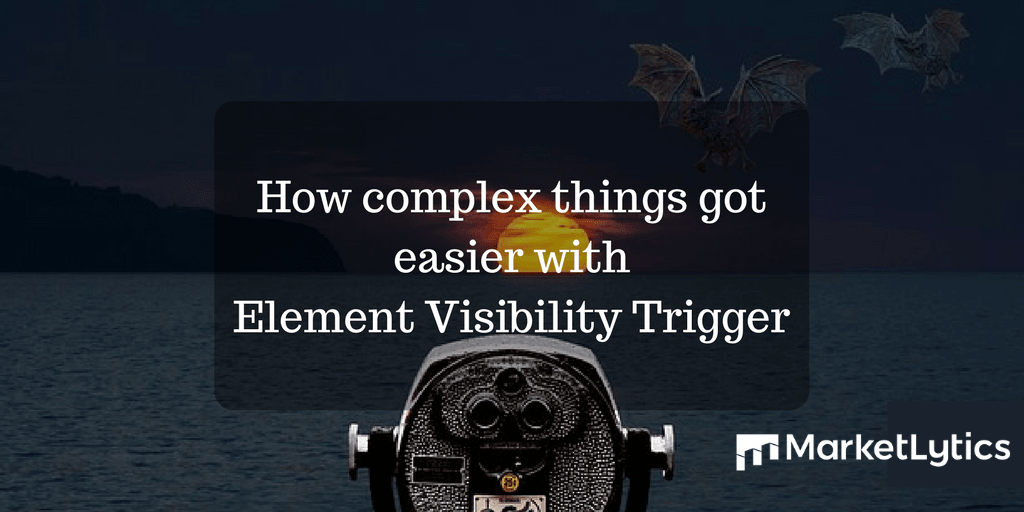 How complex things got
easier with
Element Visibility Trigger
MarketLytics